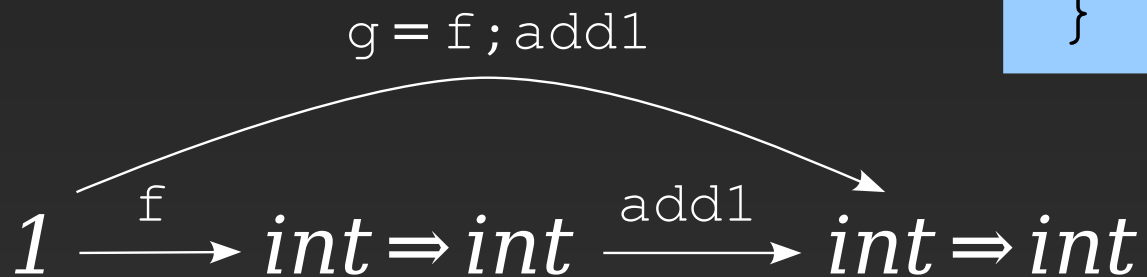 }
g = f;add1
f add1
1 int ⇒ int int ⇒ int